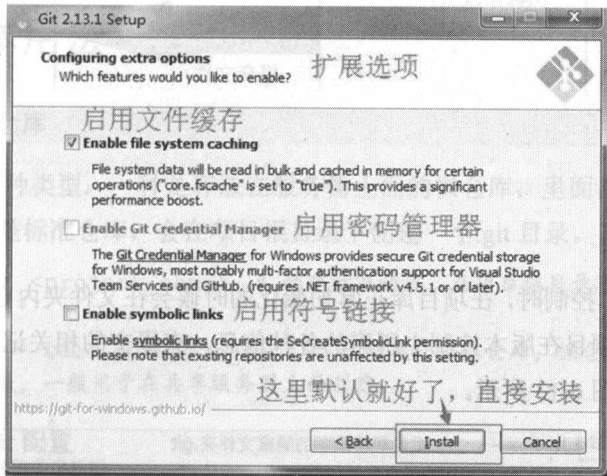 Git 2.13.1 Setup
Configuring extra options
Which features would you like to enable?
扩展选项
启用文件缓存
Enable file system caching
File system data will be read in bulk and cached in memory for certain
operations ("core.fscache" is set to "true"). This provides a significant
performance boost.
Enable Git Credential Manager 启用密码管理器
The Git Credential Manager for Windows provides secure Git credential storage
for Windows, most notably multi-factor authentication support for Visual Studio
Team Services and GitHub. (requires .NET framework v4.5.1 or or later).
Enable symbolic links 启用符号链接
Enable symbolic links (requires the SeCreateSymbolicLink permission).
Please note that existing repositories are unaffected by this setting.
这里默认就好了，直接安装
https://git-for-windows.github.io/
< Back
Install
Cancel